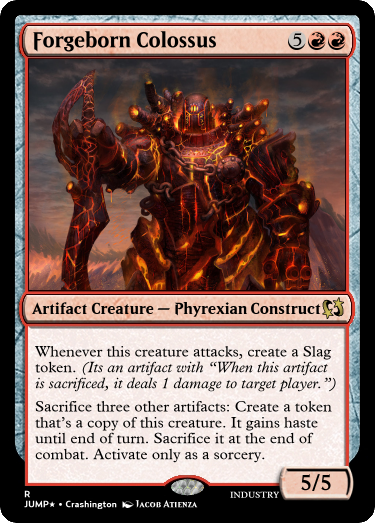 Forgeborn Colossus 5
Artifact Creature — Phyrexian Construct
Whenever this creature attacks, create a Slag
token. (Its an artifact with “When this artifact
is sacrificed, it deals 1 damage to target player.”)
Sacrifice three other artifacts: Create a token
that’s a copy of this creature. It gains haste
until end of turn. Sacrifice it at the end of
combat. Activate only as a sorcery.
5/5
R INDUSTRY
JUMP★ • Crashington Jacob Atienza